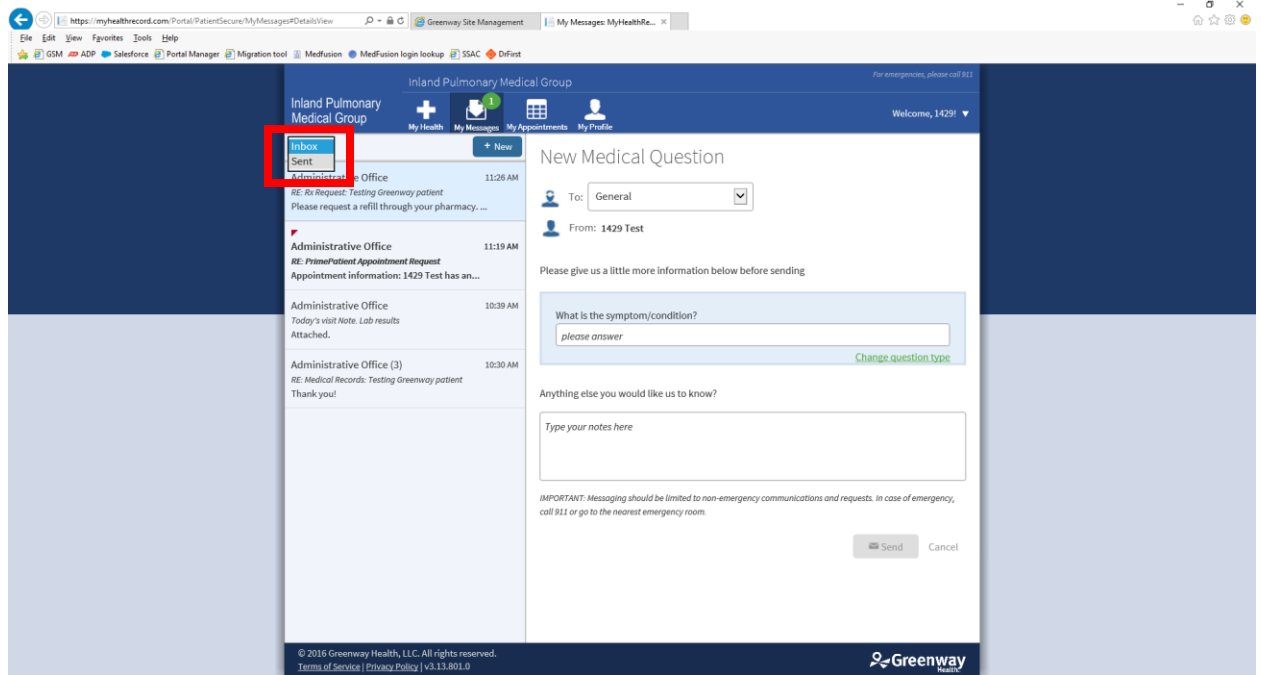 https://myhealthrecord.com/Portal/PatientSecure/MyMessages#DetailsView
Greenway Site Management
My Messages: MyHealthRe...
File Edit View Favorites Tools Help
GSM ADP Salesforce Portal Manager Migration tool Medfusion MedFusion login lookup SSAC DrFirst
Inland Pulmonary Medical Group
For emergencies, please call 911
Inland Pulmonary
Medical Group
My Health
1
My Messages
My Appointments
My Profile
Welcome, 1429!
Inbox
Sent
+ New
Administrative Office 11:26 AM
RE: Rx Request: Testing Greenway patient
Please request a refill through your pharmacy. ...
Administrative Office 11:19 AM
RE: PrimePatient Appointment Request
Appointment information: 1429 Test has an...
Administrative Office 10:39 AM
Today's visit Note. Lab results
Attached.
Administrative Office (3) 10:30 AM
RE: Medical Records: Testing Greenway patient
Thank you!
New Medical Question
To: General
From: 1429 Test
Please give us a little more information below before sending
What is the symptom/condition?
please answer
Change question type
Anything else you would like us to know?
Type your notes here
IMPORTANT: Messaging should be limited to non-emergency communications and requests. In case of emergency,
call 911 or go to the nearest emergency room.
Send Cancel
© 2016 Greenway Health, LLC. All rights reserved.
Terms of Service | Privacy Policy | v3.13.801.0
Greenway
Health